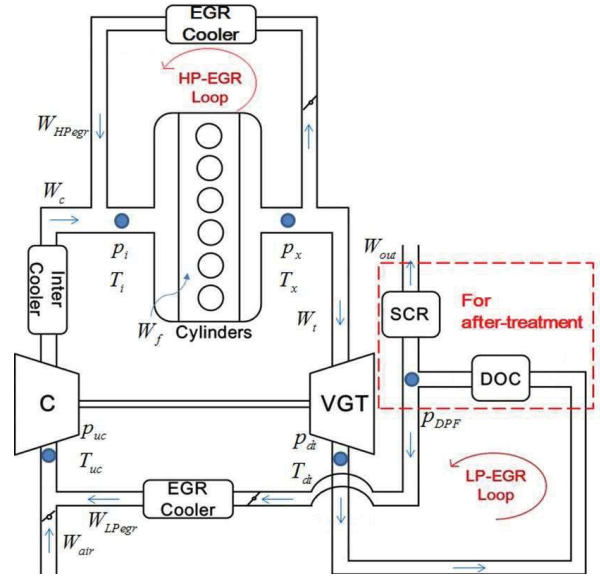 EGR
Cooler
HP-EGR
Loop
W_HPegr
W_c
p_i
T_i
p_x
T_x
Inter
Cooler
W_f
Cylinders
W_t
W_out
SCR
For
after-treatment
DOC
C
VGT
p_DPF
p_uc
T_uc
p_dt
T_dt
EGR
Cooler
LP-EGR
Loop
W_LPegr
W_air